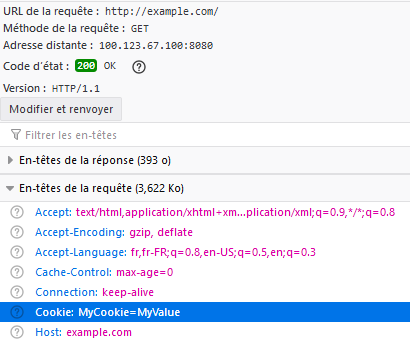 URL de la requête : http://example.com/
Méthode de la requête : GET
Adresse distante : 100.123.67.100:8080
Code d'état : 200 OK ?
Version : HTTP/1.1
Modifier et renvoyer
Filtrer les en-têtes
En-têtes de la réponse (393 o)
En-têtes de la requête (3,622 Ko)
? Accept: text/html,application/xhtml+xm...plication/xml;q=0.9,*/*;q=0.8
? Accept-Encoding: gzip, deflate
? Accept-Language: fr,fr-FR;q=0.8,en-US;q=0.5,en;q=0.3
? Cache-Control: max-age=0
? Connection: keep-alive
? Cookie: MyCookie=MyValue
? Host: example.com